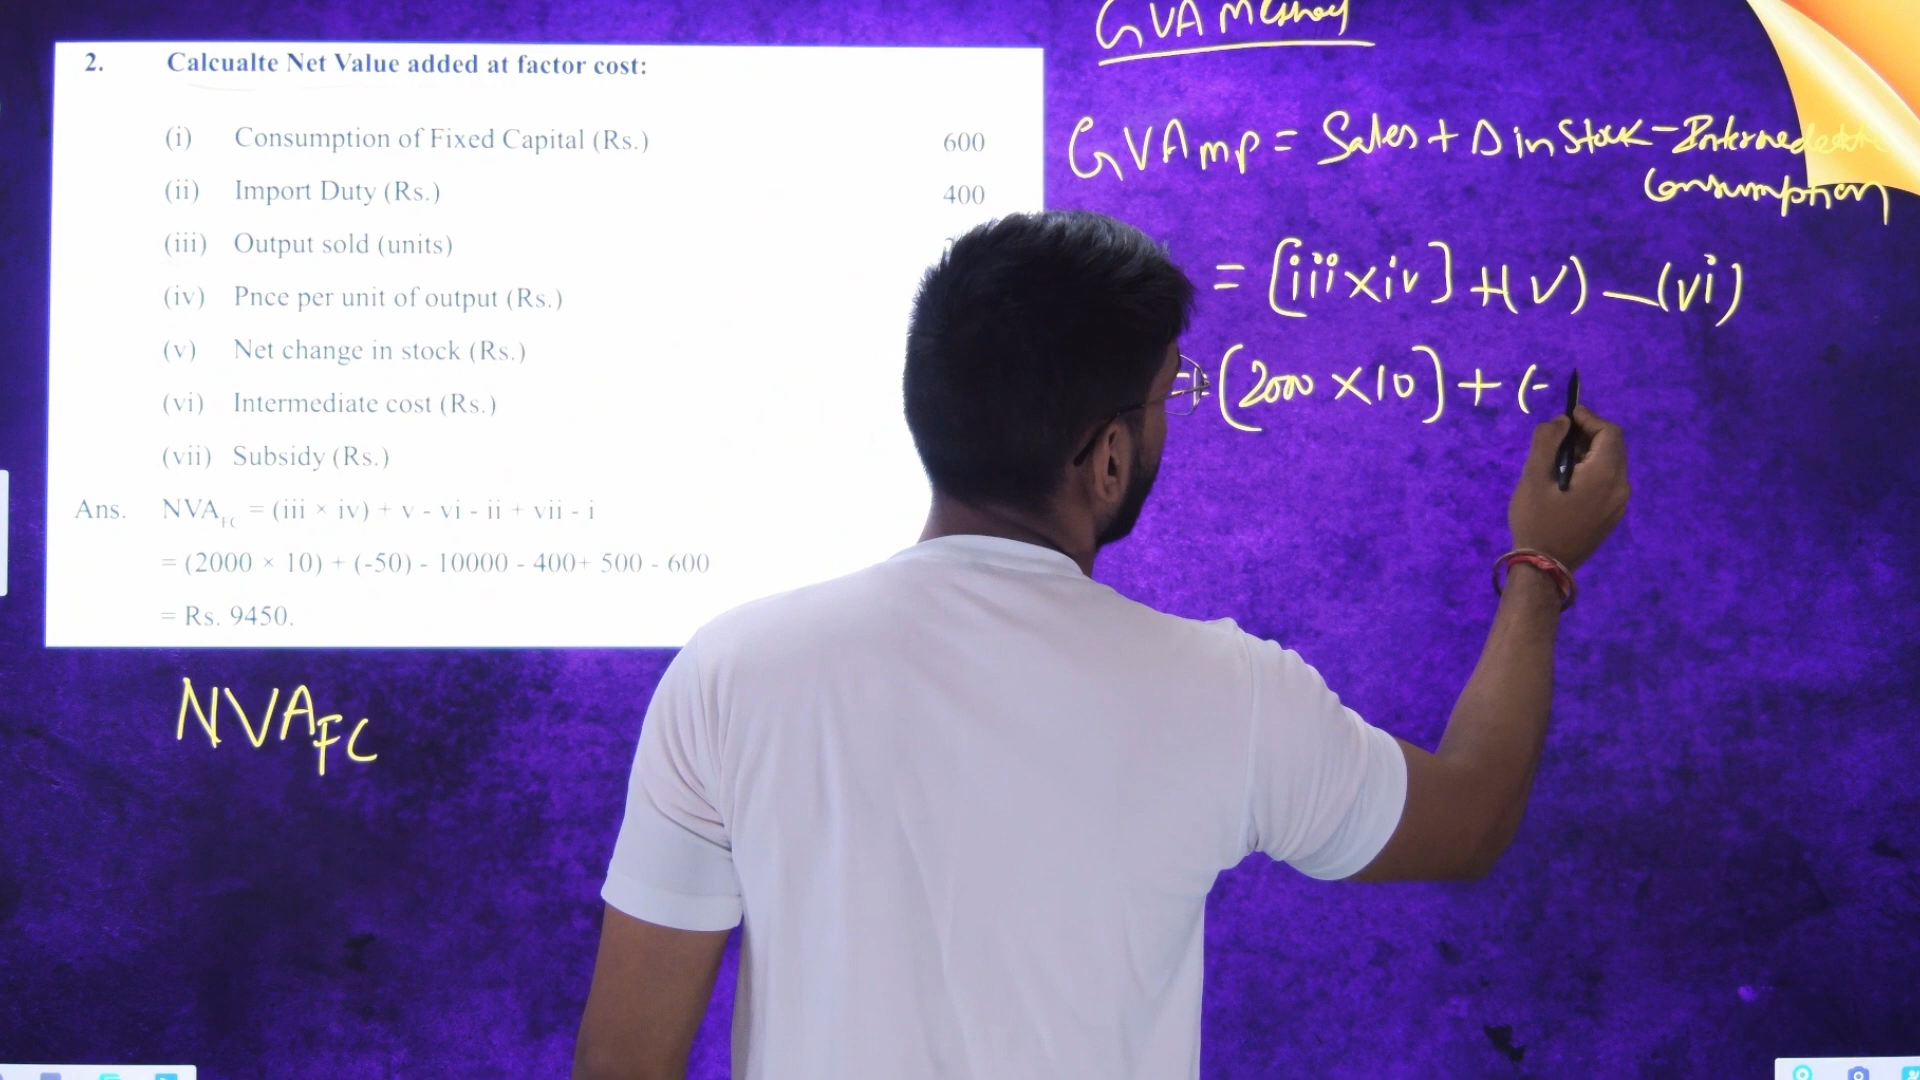 2. Calcualte Net Value added at factor cost:
(i) Consumption of Fixed Capital (Rs.) 600
(ii) Import Duty (Rs.) 400
(iii) Output sold (units)
(iv) Pnce per unit of output (Rs.)
(v) Net change in stock (Rs.)
(vi) Intermediate cost (Rs.)
(vii) Subsidy (Rs.)
Ans. NVA FC = (iii × iv) + v - vi - ii + vii - i
= (2000 × 10) + (-50) - 10000 - 400+ 500 - 600
= Rs. 9450.
NVAFC
GVA Method
GVAmp = Sales + Δ in Stock - Intermedeate
Consumption
= [iii×iv] +(v) - (vi)
= (2000 × 10) + (-